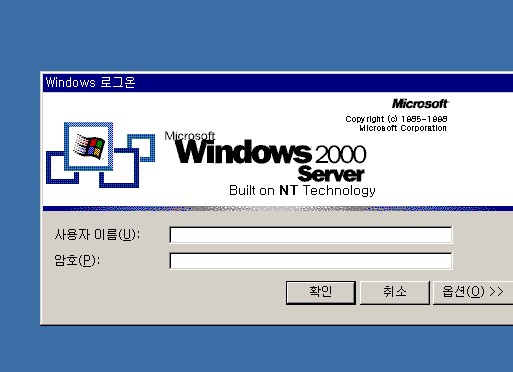 Windows 로그온
Microsoft
Copyright (c) 1985-1999
Microsoft Corporation
Microsoft
Windows 2000
Server
Built on NT Technology
사용자 이름(U):
암호(P):
확인 취소 옵션(O) >>